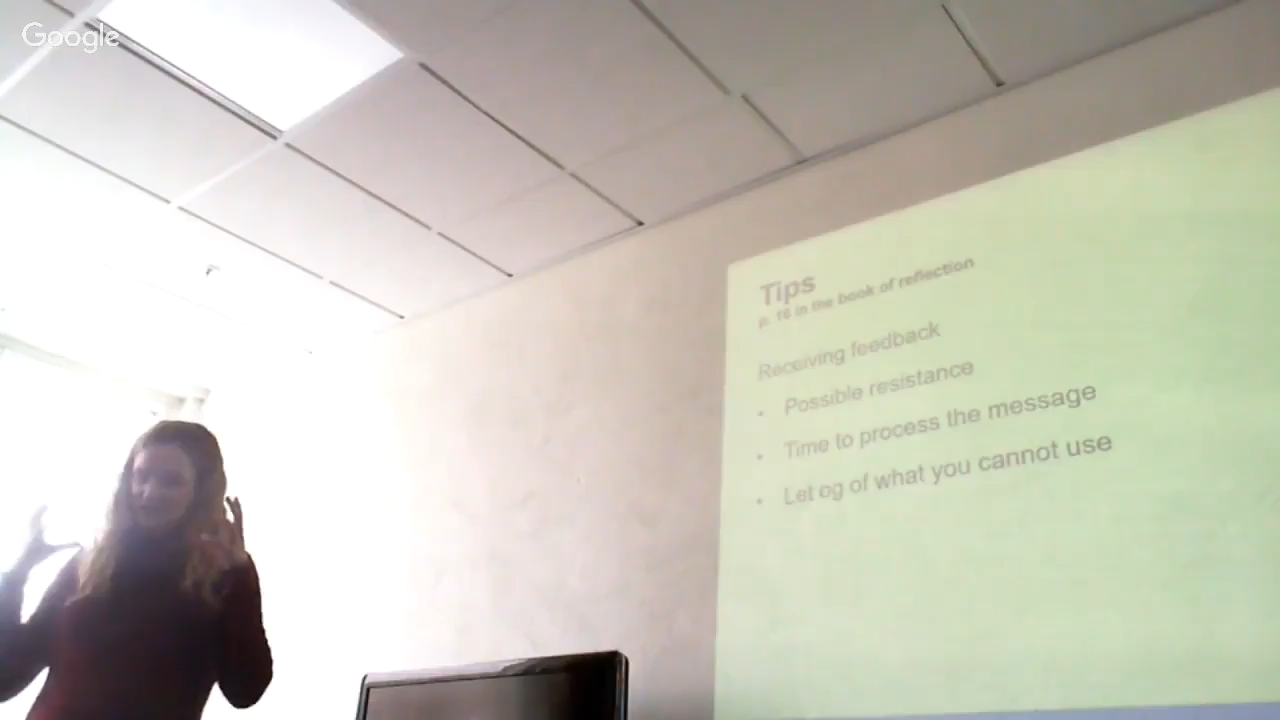 Google
Tips
p. 16 in the book of reflection
Receiving feedback
• Possible resistance
• Time to process the message
• Let og of what you cannot use